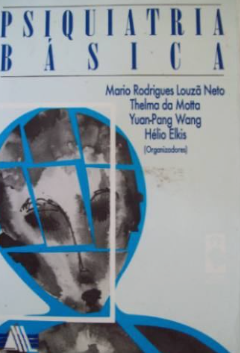 PSIQUIATRIA
BÁSICA
Mario Rodrigues Louzã Neto
Thelma da Motta
Yuan-Pang Wang
Hélio Elkis
(Organizadores)